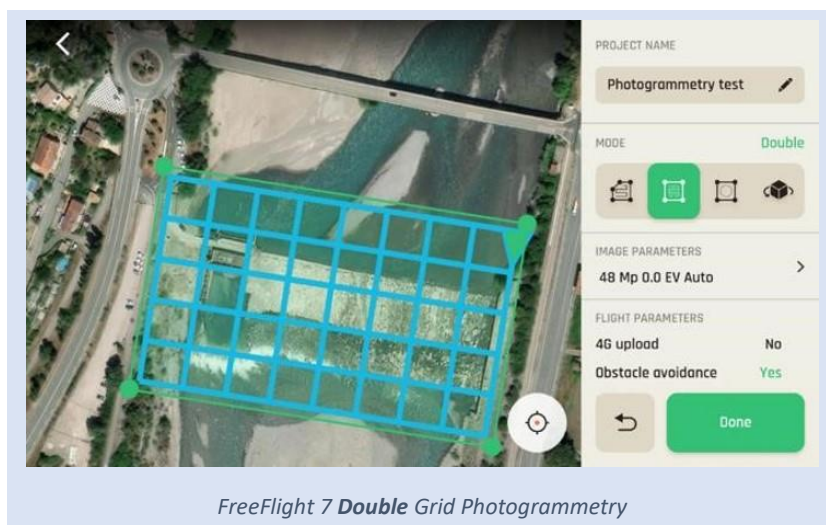 PROJECT NAME
Photogrammetry test
MODE Double
IMAGE PARAMETERS
48 Mp 0.0 EV Auto
FLIGHT PARAMETERS
4G upload No
Obstacle avoidance Yes
Done
FreeFlight 7 Double Grid Photogrammetry